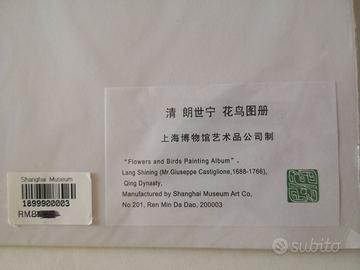 清 朗世宁 花鸟图册
上海博物馆艺术品公司制
"Flowers and Birds Painting Album",
Lang Shining (Mr.Giuseppe Castiglione,1688-1766),
Qing Dynasty,
Manufactured by Shanghai Museum Art Co,
No 201, Ren Min Da Dao, 200003
Shanghai Museum
1899900003
RMB
subito